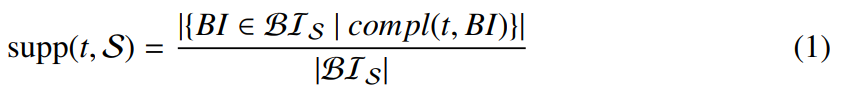 supp(t, 𝒮) = |{BI ∈ ℬℐ_𝒮 | compl(t, BI)}| / |ℬℐ_𝒮| (1)